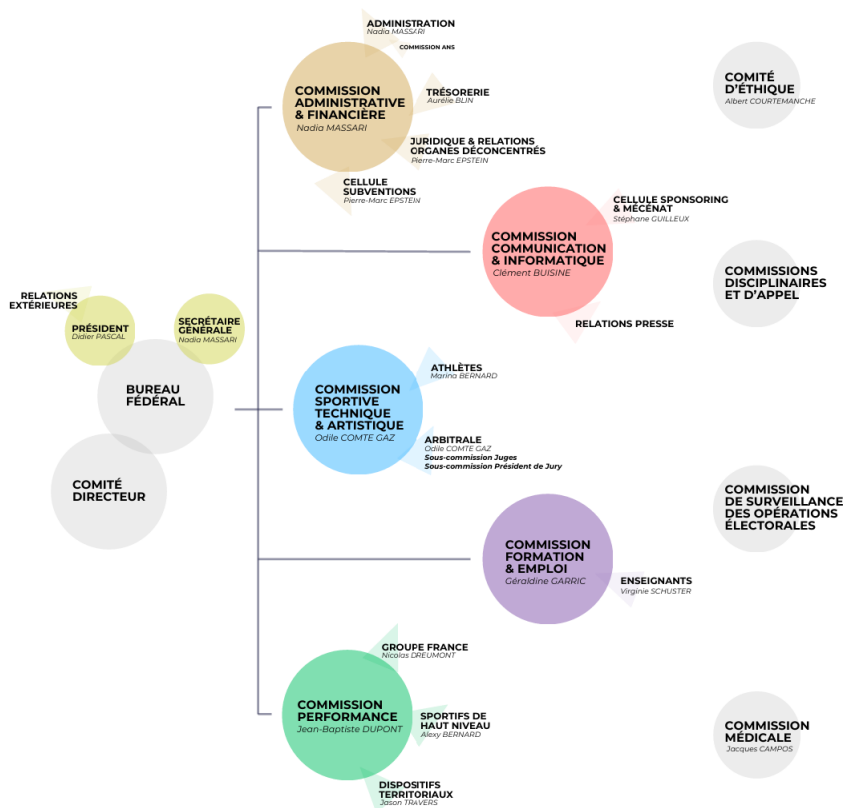 ADMINISTRATION
Nadia MASSARI
COMMISSION ANS
COMMISSION
ADMINISTRATIVE
& FINANCIÈRE
Nadia MASSARI
TRÉSORERIE
Aurélie BLIN
JURIDIQUE & RELATIONS
ORGANES DÉCONCENTRÉS
Pierre-Marc EPSTEIN
CELLULE
SUBVENTIONS
Pierre-Marc EPSTEIN
COMITÉ
D'ÉTHIQUE
Albert COURTEMANCHE
CELLULE SPONSORING
& MÉCÉNAT
Stéphane GUILLEUX
COMMISSION
COMMUNICATION
& INFORMATIQUE
Clément BUISINE
RELATIONS PRESSE
COMMISSIONS
DISCIPLINAIRES
ET D'APPEL
RELATIONS
EXTÉRIEURES
PRÉSIDENT
Didier PASCAL
SECRÉTAIRE
GÉNÉRALE
Nadia MASSARI
BUREAU
FÉDÉRAL
COMITÉ
DIRECTEUR
COMMISSION
SPORTIVE
TECHNIQUE
& ARTISTIQUE
Odile COMTE GAZ
ATHLÈTES
Marina BERNARD
ARBITRALE
Odile COMTE GAZ
Sous-commission Juges
Sous-commission Président de Jury
COMMISSION
DE SURVEILLANCE
DES OPÉRATIONS
ÉLECTORALES
COMMISSION
FORMATION
& EMPLOI
Géraldine GARRIC
ENSEIGNANTS
Virginie SCHUSTER
GROUPE FRANCE
Nicolas DREUMONT
COMMISSION
PERFORMANCE
Jean-Baptiste DUPONT
SPORTIFS DE
HAUT NIVEAU
Alexy BERNARD
DISPOSITIFS
TERRITORIAUX
Jason TRAVERS
COMMISSION
MÉDICALE
Jacques CAMPOS